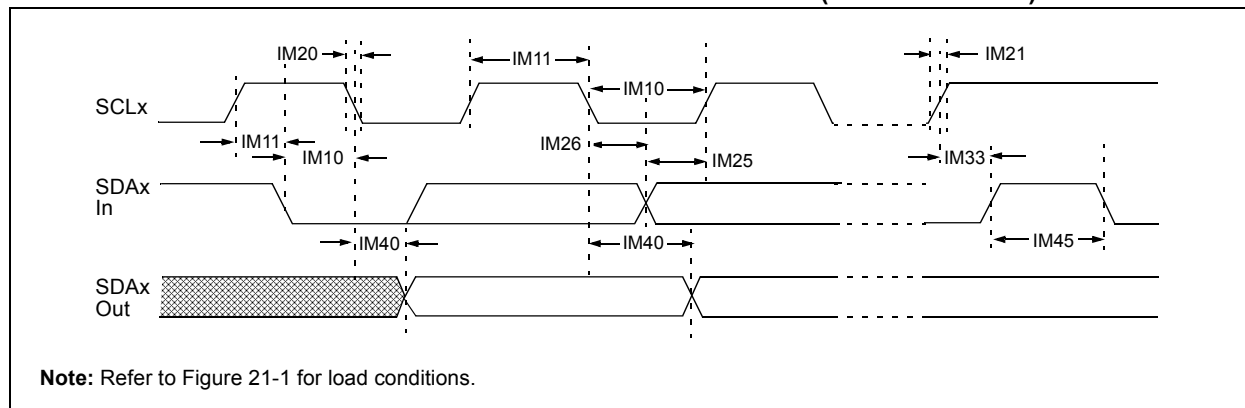 IM20
IM11
IM21
SCLx
IM10
IM11
IM26
IM33
IM10
IM25
SDAx
In
IM40
IM40
IM45
SDAx
Out
Note: Refer to Figure 21-1 for load conditions.